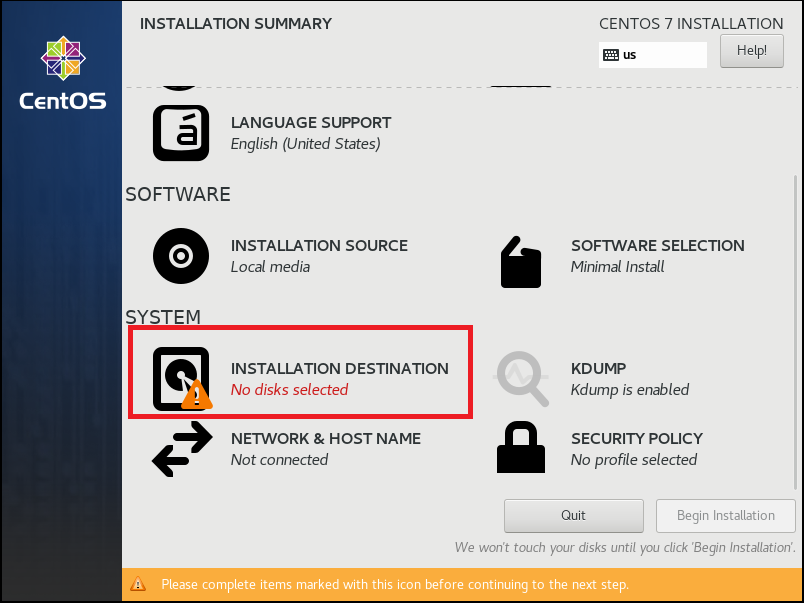 INSTALLATION SUMMARY
CENTOS 7 INSTALLATION
us
Help!
CentOS
LANGUAGE SUPPORT
English (United States)
SOFTWARE
INSTALLATION SOURCE
Local media
SOFTWARE SELECTION
Minimal Install
SYSTEM
INSTALLATION DESTINATION
No disks selected
KDUMP
Kdump is enabled
NETWORK & HOST NAME
Not connected
SECURITY POLICY
No profile selected
Quit
Begin Installation
We won't touch your disks until you click 'Begin Installation'.
Please complete items marked with this icon before continuing to the next step.